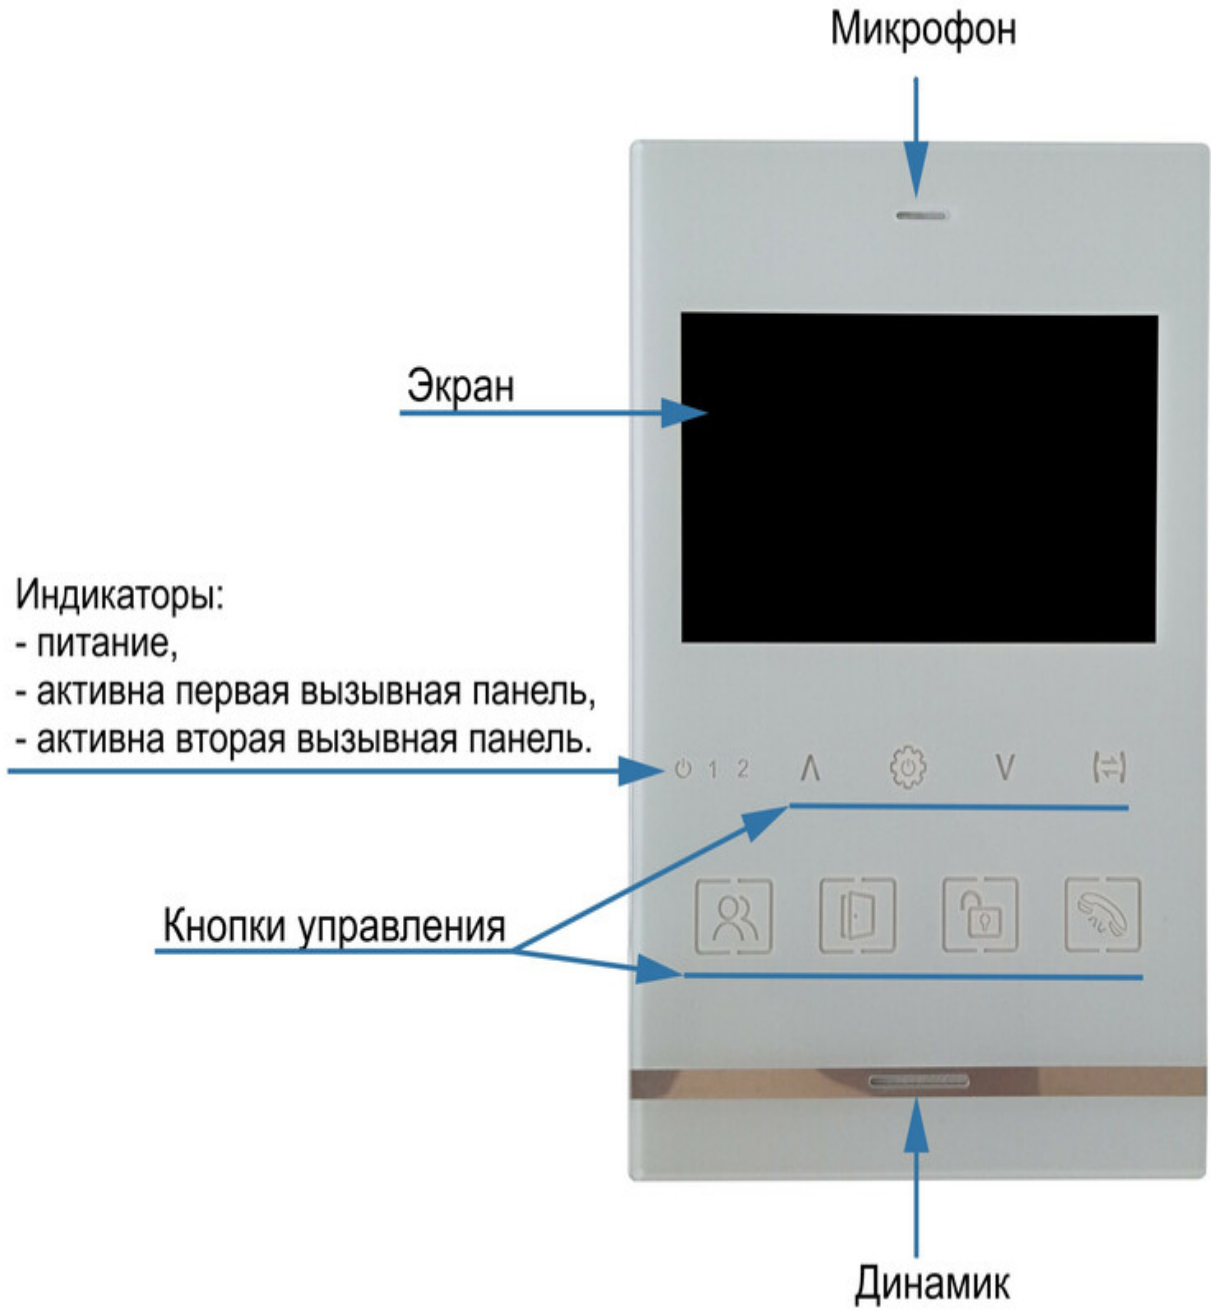 Микрофон
Экран
Индикаторы:
- питание,
- активна первая вызывная панель,
- активна вторая вызывная панель.
1 2
Кнопки управления
Динамик